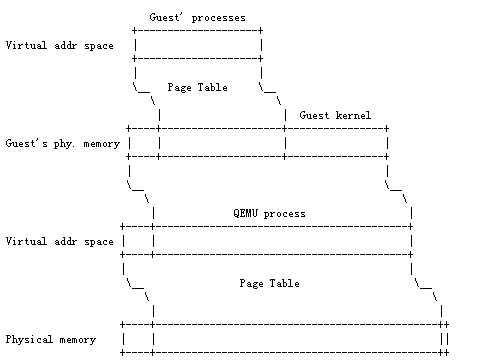 Guest' processes
Virtual addr space
Page Table
Guest kernel
Guest's phy. memory
QEMU process
Virtual addr space
Page Table
Physical memory